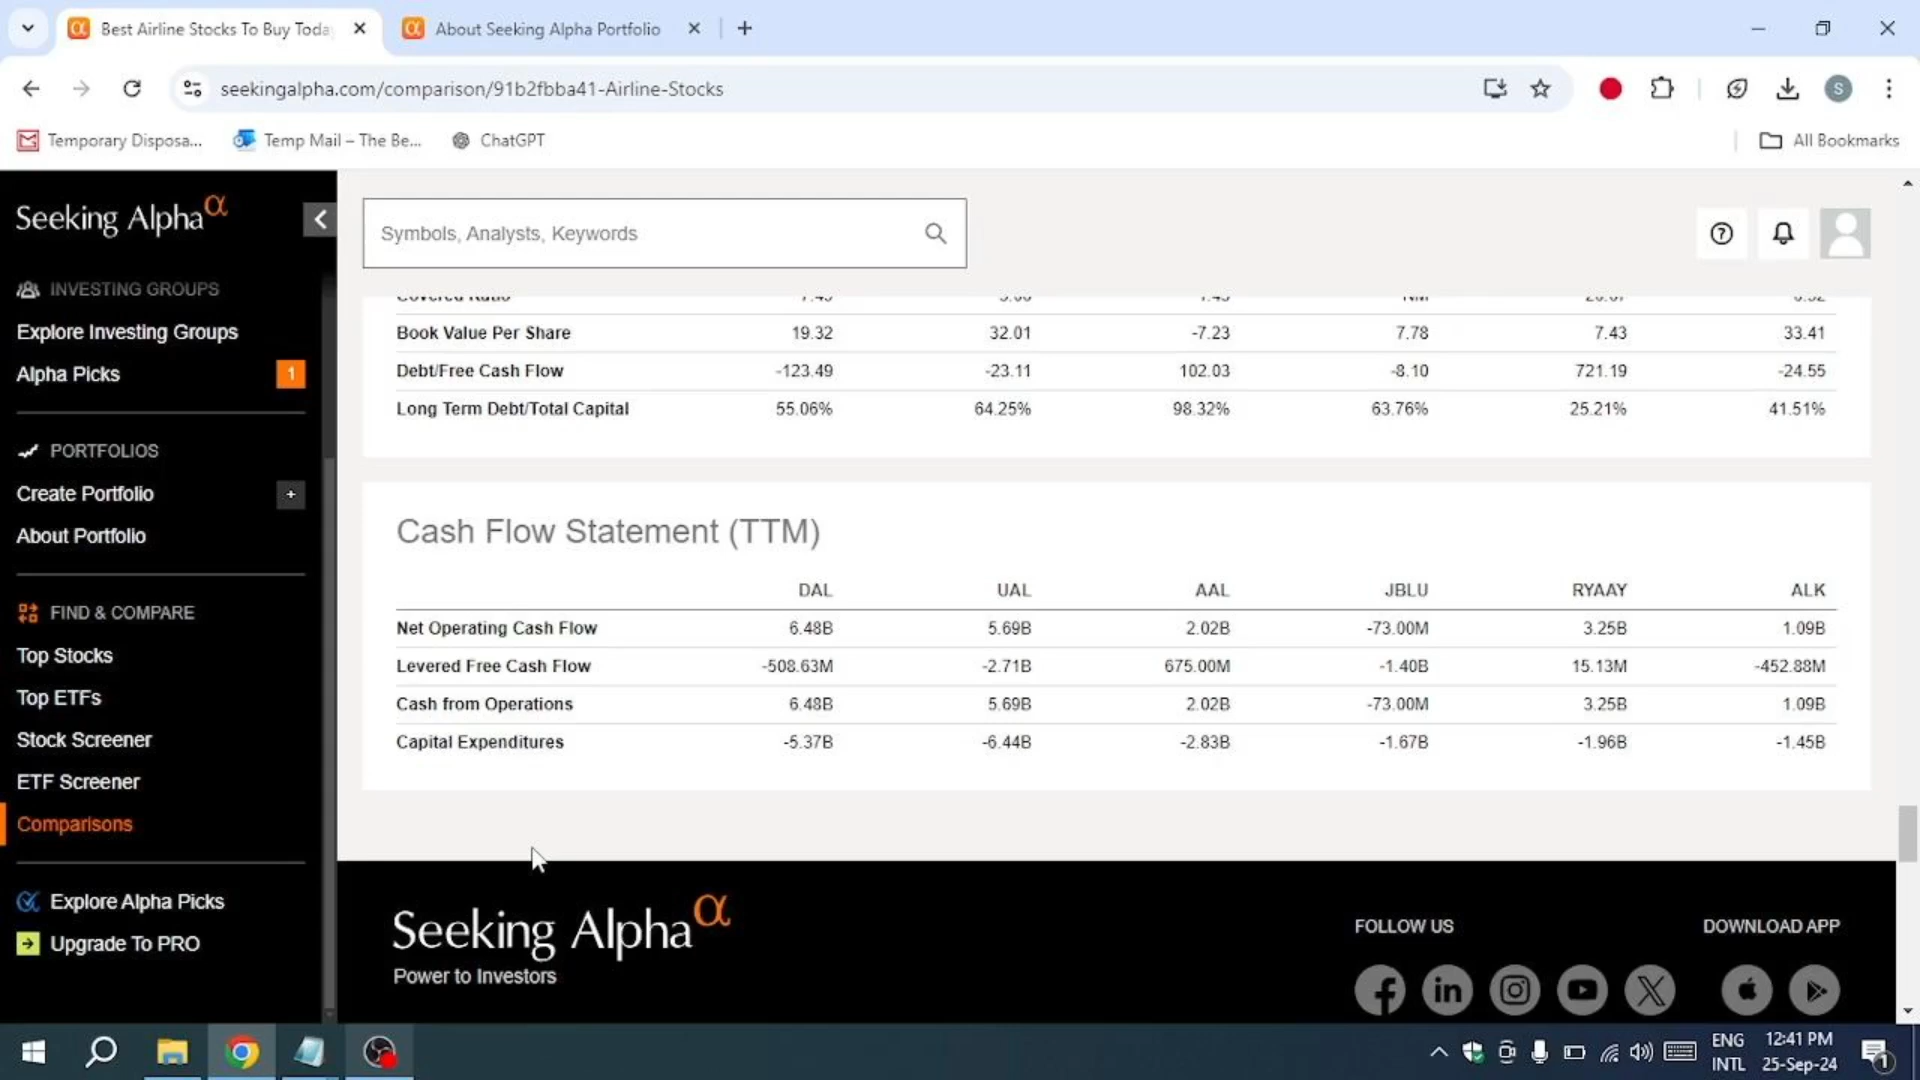 Best Airline Stocks To Buy Toda
About Seeking Alpha Portfolio
seekingalpha.com/comparison/91b2fbba41-Airline-Stocks
S
Temporary Disposa...
Temp Mail – The Be...
ChatGPT
All Bookmarks
Seeking Alpha α
Symbols, Analysts, Keywords
INVESTING GROUPS
Explore Investing Groups
Alpha Picks 1
PORTFOLIOS
Create Portfolio +
About Portfolio
FIND & COMPARE
Top Stocks
Top ETFs
Stock Screener
ETF Screener
Comparisons
Explore Alpha Picks
Upgrade To PRO
Book Value Per Share 19.32 32.01 -7.23 7.78 7.43 33.41
Debt/Free Cash Flow -123.49 -23.11 102.03 -8.10 721.19 -24.55
Long Term Debt/Total Capital 55.06% 64.25% 98.32% 63.76% 25.21% 41.51%
Cash Flow Statement (TTM)
DAL UAL AAL JBLU RYAAY ALK
Net Operating Cash Flow 6.48B 5.69B 2.02B -73.00M 3.25B 1.09B
Levered Free Cash Flow -508.63M -2.71B 675.00M -1.40B 15.13M -452.88M
Cash from Operations 6.48B 5.69B 2.02B -73.00M 3.25B 1.09B
Capital Expenditures -5.37B -6.44B -2.83B -1.67B -1.96B -1.45B
Seeking Alpha α
Power to Investors
FOLLOW US
DOWNLOAD APP
ENG
INTL
12:41 PM
25-Sep-24
1